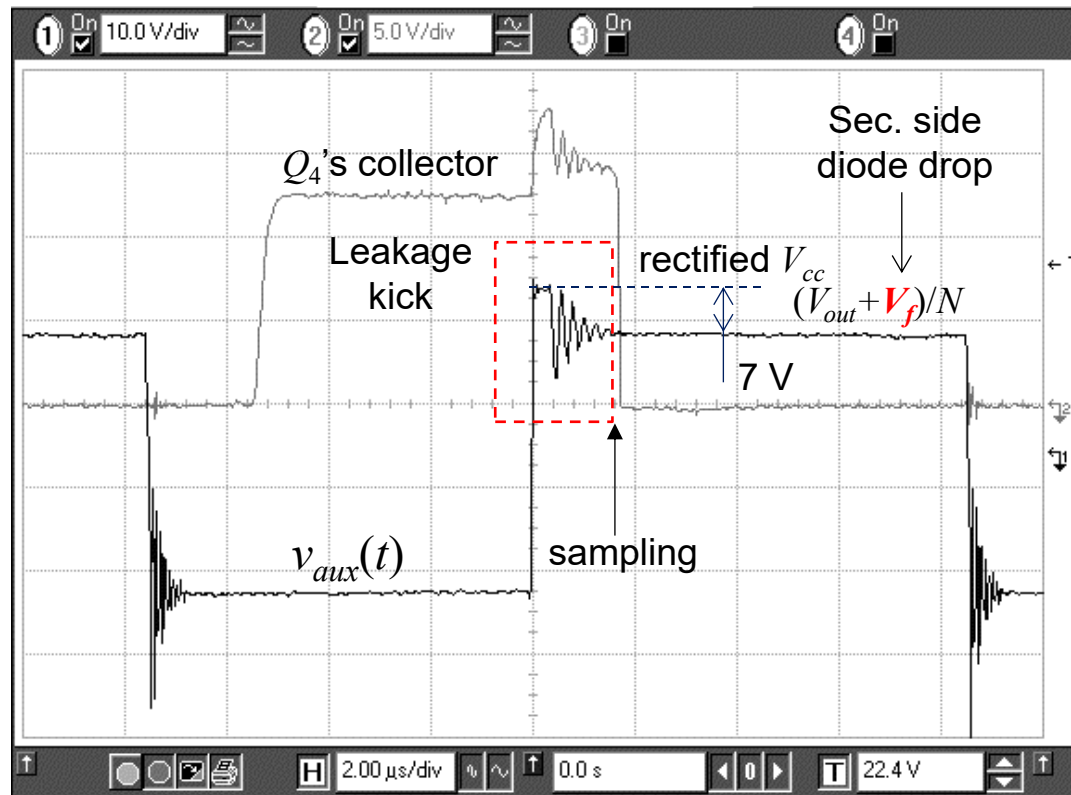 1 On 10.0 V/div 2 On 5.0 V/div 3 On 4 On
Sec. side
diode drop
Q4's collector
Leakage
kick
rectified Vcc
(Vout+Vf)/N
7 V
2
1
sampling
vaux(t)
H 2.00 μs/div 0.0 s 0 T 22.4 V